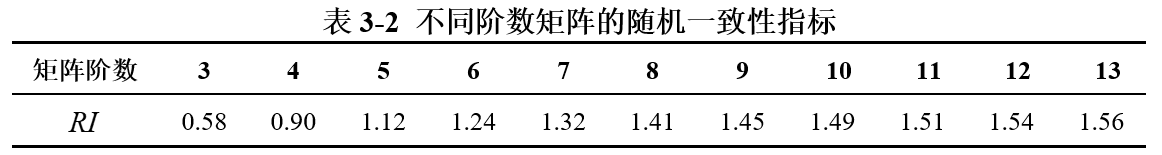 表 3-2 不同阶数矩阵的随机一致性指标
矩阵阶数 3 4 5 6 7 8 9 10 11 12 13
RI 0.58 0.90 1.12 1.24 1.32 1.41 1.45 1.49 1.51 1.54 1.56